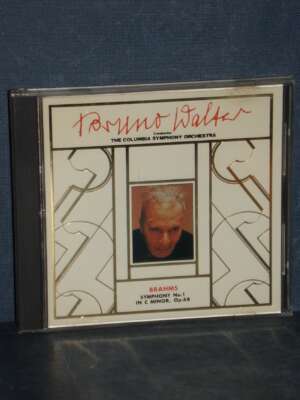 Bruno Walter
Conducts
THE COLUMBIA SYMPHONY ORCHESTRA
BRAHMS
SYMPHONY No.1
IN C MINOR, Op.68